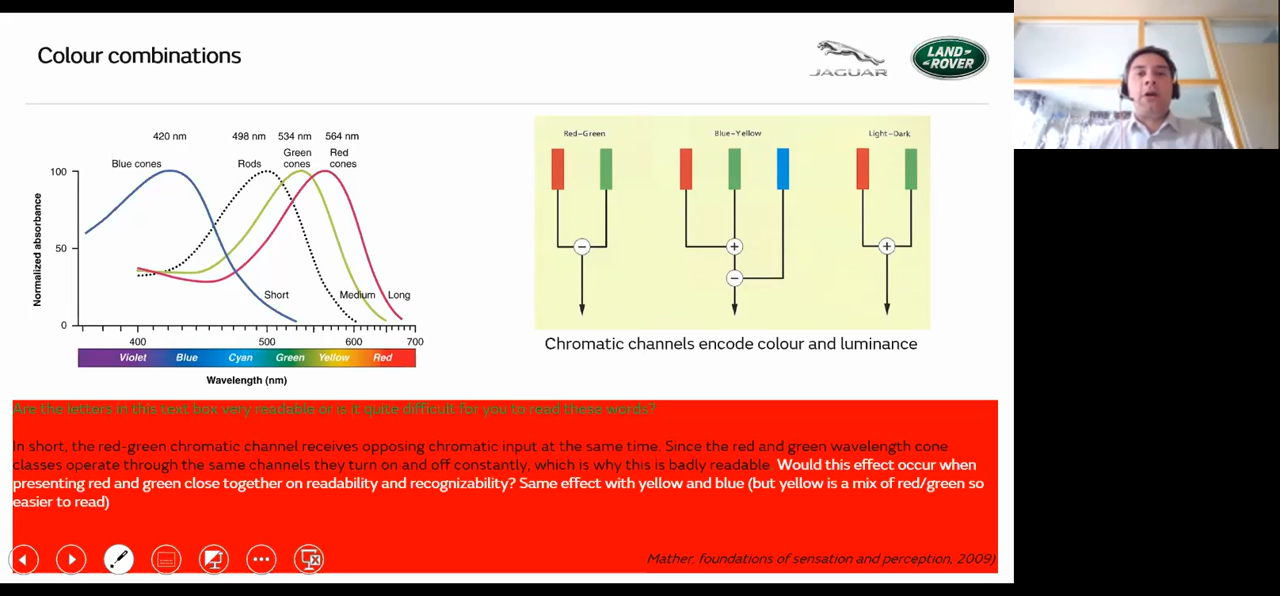 Colour combinations
JAGUAR
LAND-
ROVER
420 nm 498 nm 534 nm 564 nm
Blue cones Rods Green cones Red cones
100
50
0
Normalized absorbance
Short Medium Long
400 500 600 700
Violet Blue Cyan Green Yellow Red
Wavelength (nm)
Red-Green Blue-Yellow Light-Dark
− + − +
Chromatic channels encode colour and luminance
Are the letters in this text box very readable or is it quite difficult for you to read these words?
In short, the red-green chromatic channel receives opposing chromatic input at the same time. Since the red and green wavelength cone
classes operate through the same channels they turn on and off constantly, which is why this is badly readable. Would this effect occur when
presenting red and green close together on readability and recognizability? Same effect with yellow and blue (but yellow is a mix of red/green so
easier to read)
Mather, foundations of sensation and perception, 2009)